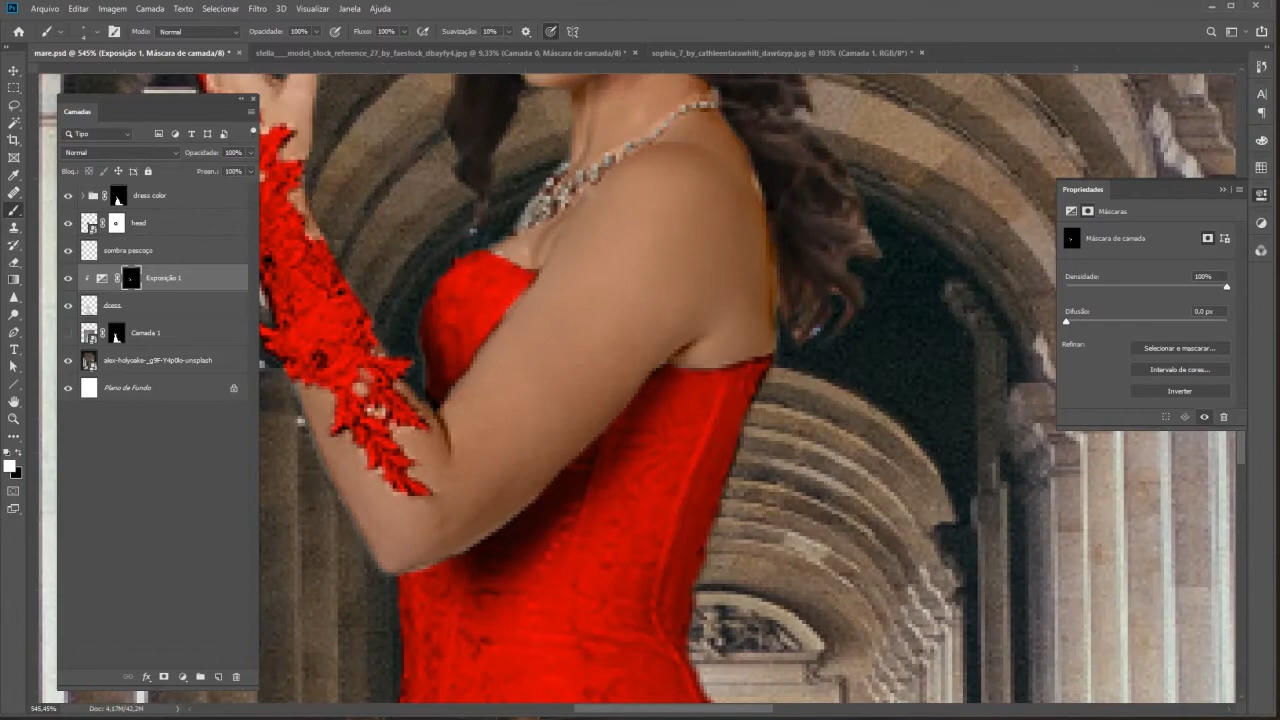 Ps Arquivo Editar Imagem Camada Texto Selecionar Filtro 3D Visualizar Janela Ajuda
4 Modo: Normal Opacidade: 100% Fluxo: 100% Suavização: 10%
mare.psd @ 545% (Exposição 1, Máscara de camada/8) * × stella___model_stock_reference_27_by_faestock_dbayfy4.jpg @ 9,33% (Camada 0, Máscara de camada/8) * × sophia_7_by_cathleentarawhiti_daw6zyp.jpg @ 103% (Camada 1, RGB/8*) * ×
Camadas
Tipo
Normal Opacidade: 100%
Bloq.: Preen.: 100%
dress color
head
sombra pescoço
Exposição 1
dress
Camada 1
alex-holyoake-_g9F-Y4p0lo-unsplash
Plano de Fundo
Propriedades
Máscaras
Máscara de camada
Densidade: 100%
Difusão: 0,0 px
Refinar: Selecionar e mascarar...
Intervalo de cores...
Inverter
545,45% Doc: 4,17M/42,2M